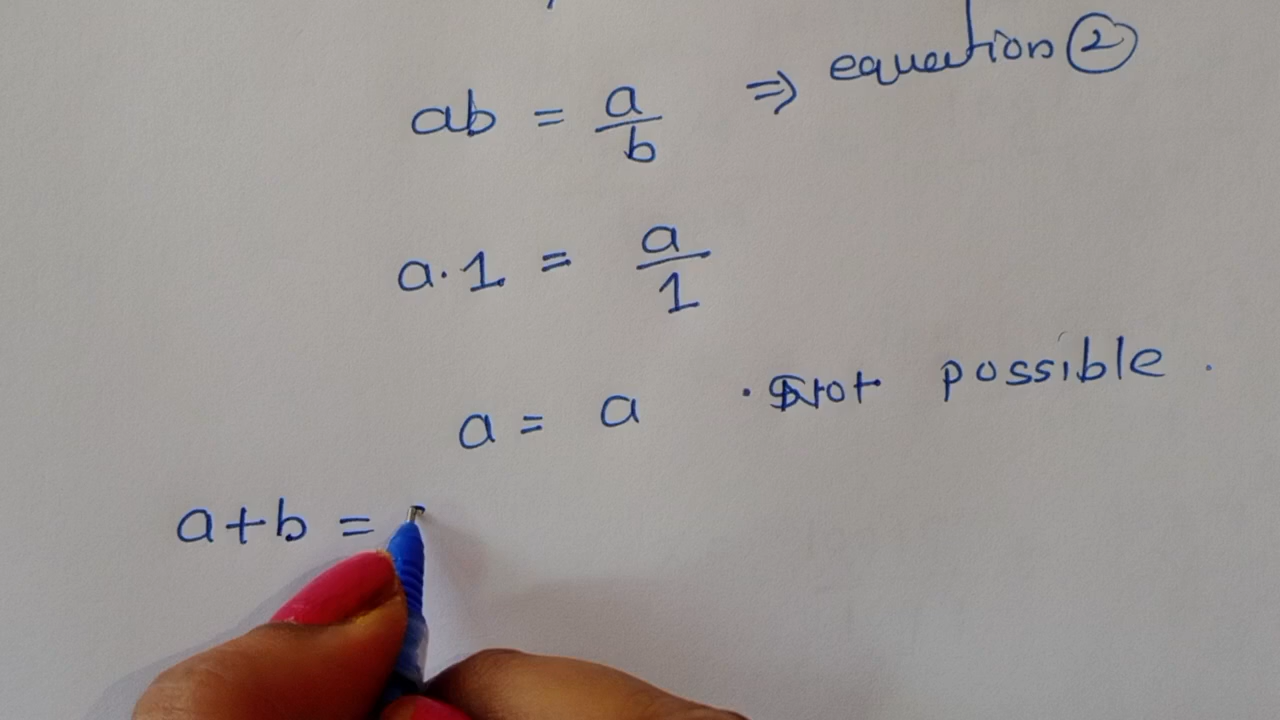 ab = a/b ⇒ equation ②
a·1 = a/1
a = a · Not possible.
a+b =